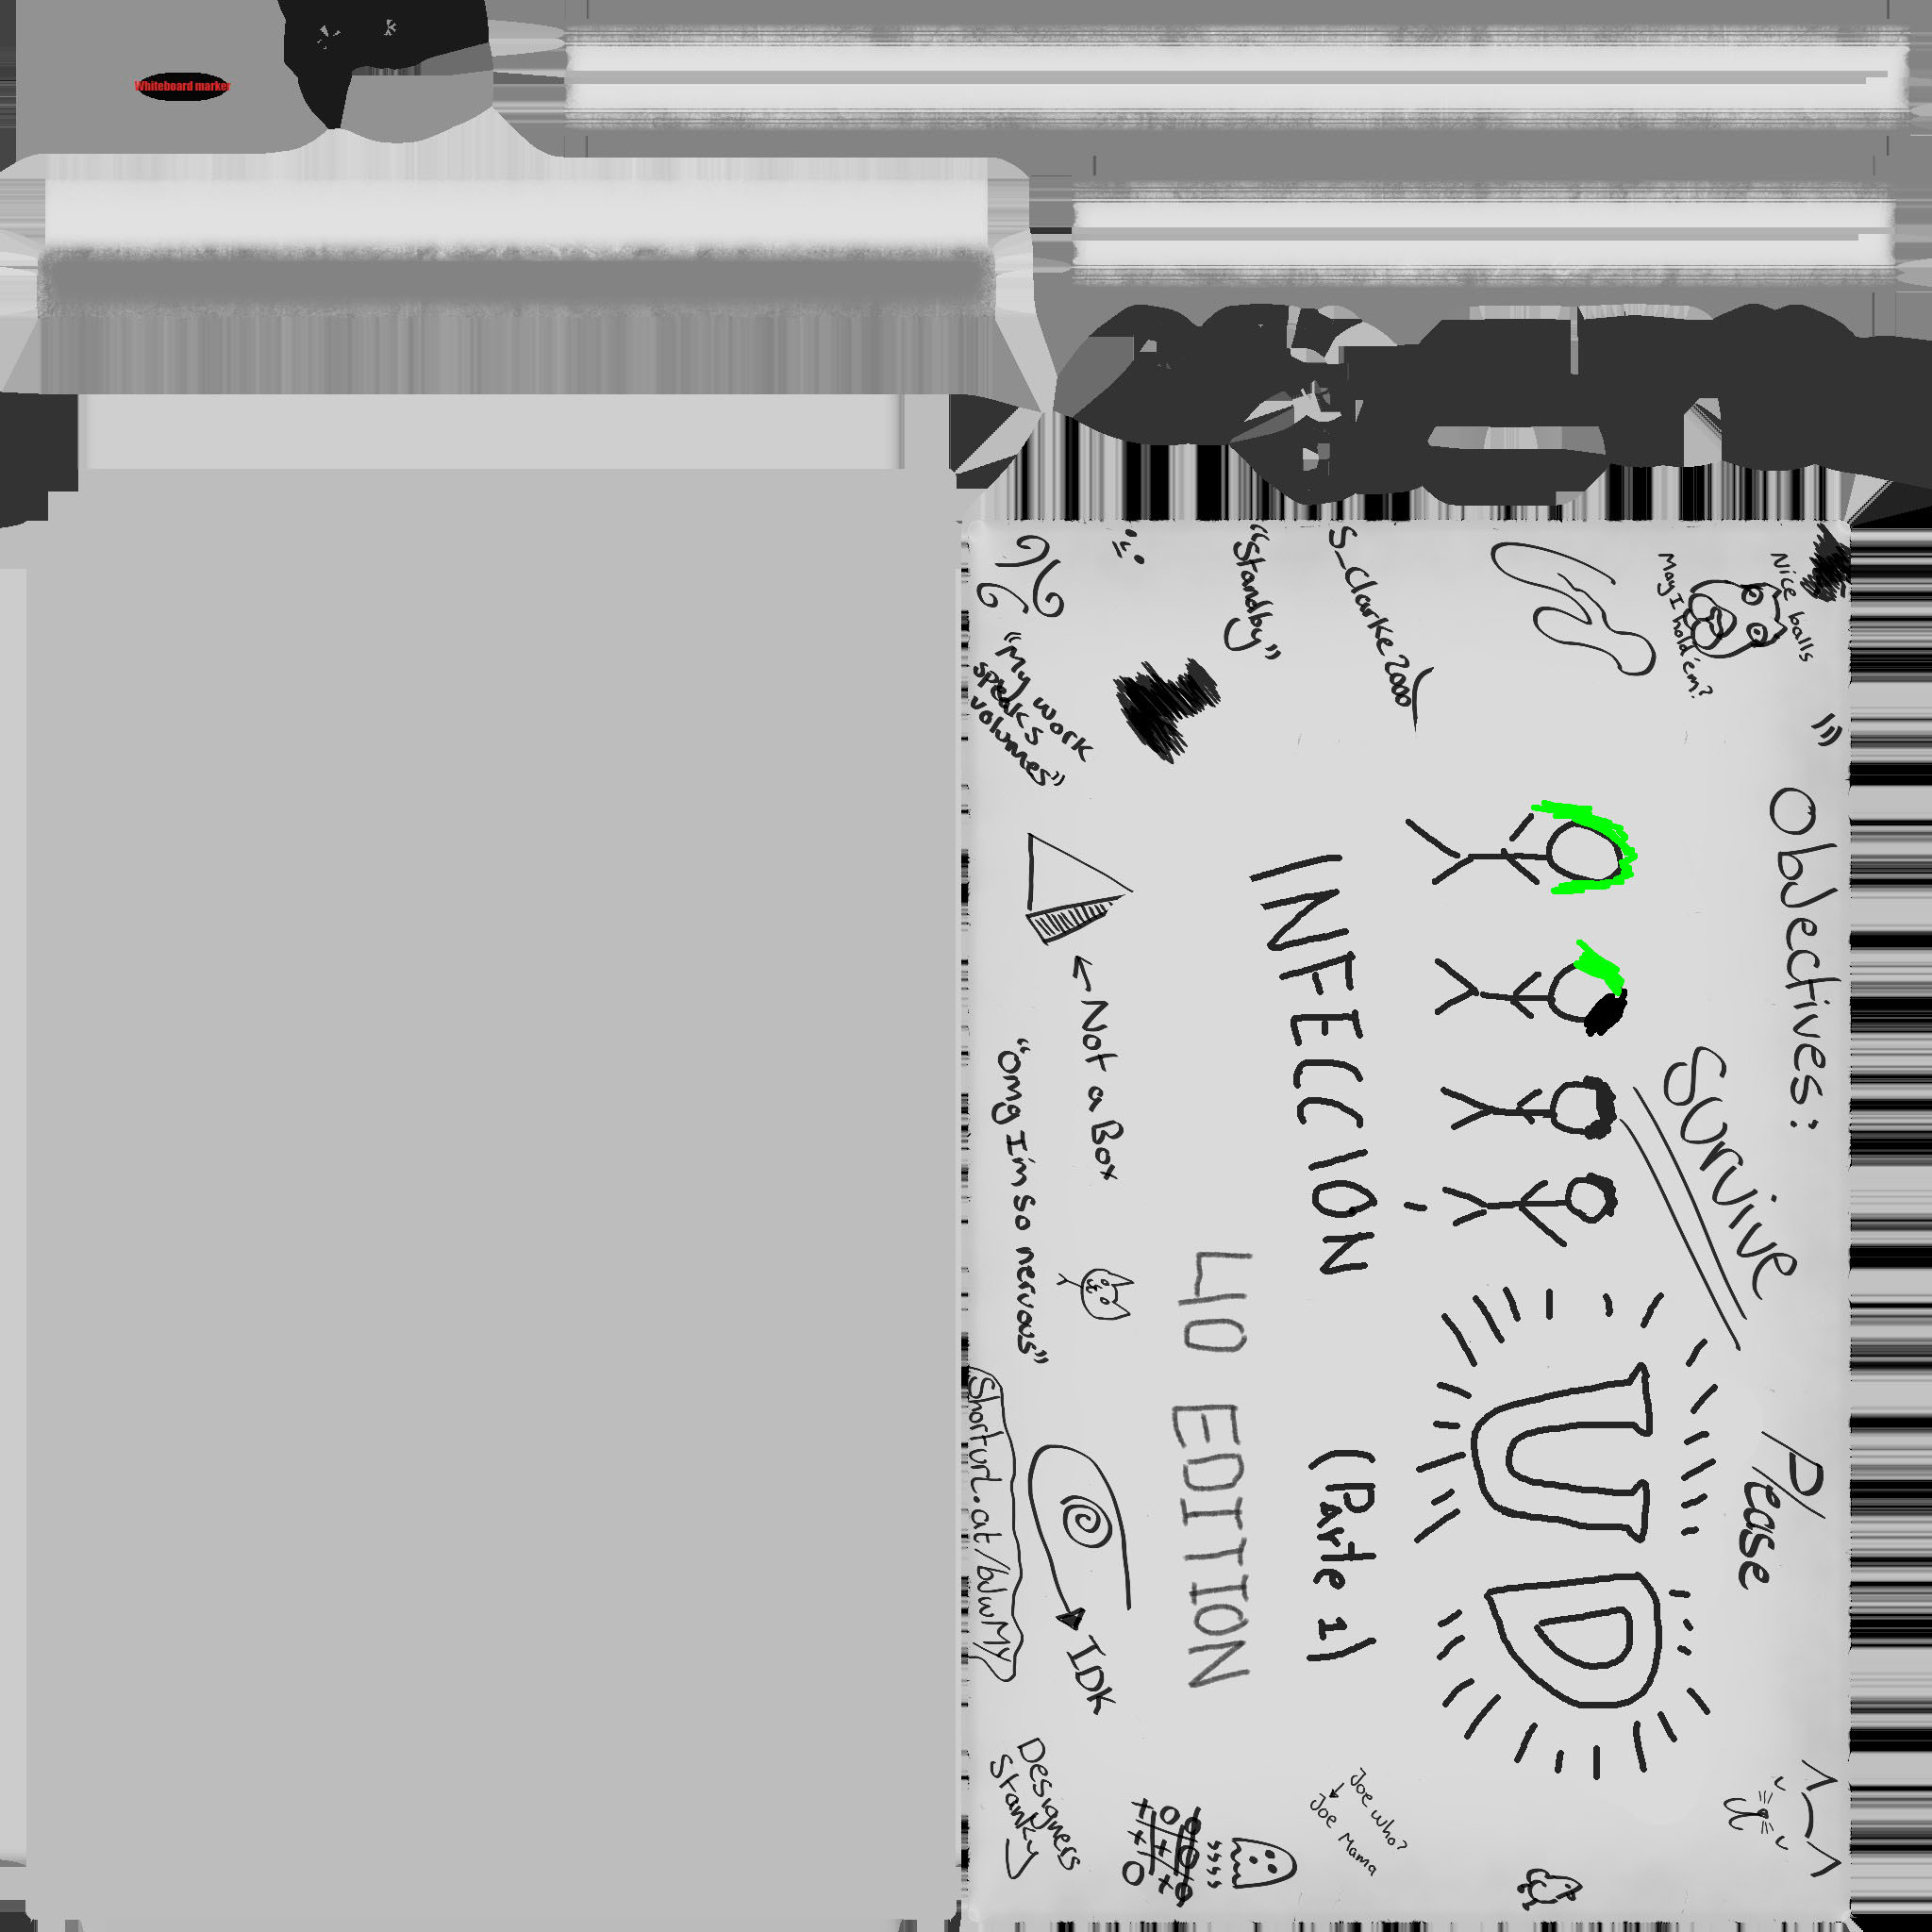 Whiteboard marker
Nice balls
May I hold 'em?
S_Clarke2000
"Standby"
"My work
speaks
volumes"
Objectives:
Survive
Please
INFECCION
UD
(Parte 1)
40 EDITION
← Not a Box
"omg I'm so nervous"
IDK
Shorturl.at/bJwMY
Designers
Stanky
Joe who?
Joe Mama